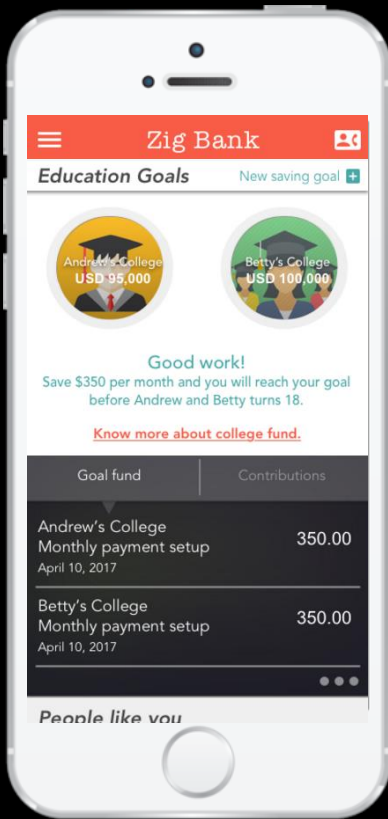 Zig Bank
Education Goals
New saving goal
Andrew's College
USD 95,000
Betty's College
USD 100,000
Good work!
Save $350 per month and you will reach your goal
before Andrew and Betty turns 18.
Know more about college fund.
Goal fund
Contributions
Andrew's College
Monthly payment setup
350.00
April 10, 2017
Betty's College
Monthly payment setup
350.00
April 10, 2017
People like you